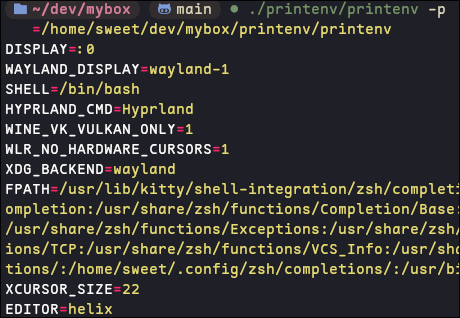 ~/dev/mybox main ● ./printenv/printenv -p
=/home/sweet/dev/mybox/printenv/printenv
DISPLAY=:0
WAYLAND_DISPLAY=wayland-1
SHELL=/bin/bash
HYPRLAND_CMD=Hyprland
WINE_VK_VULKAN_ONLY=1
WLR_NO_HARDWARE_CURSORS=1
XDG_BACKEND=wayland
FPATH=/usr/lib/kitty/shell-integration/zsh/completi
ompletion:/usr/share/zsh/functions/Completion/Base:
/usr/share/zsh/functions/Exceptions:/usr/share/zsh/
ions/TCP:/usr/share/zsh/functions/VCS_Info:/usr/sha
tions/:/home/sweet/.config/zsh/completions/:/usr/bi
XCURSOR_SIZE=22
EDITOR=helix